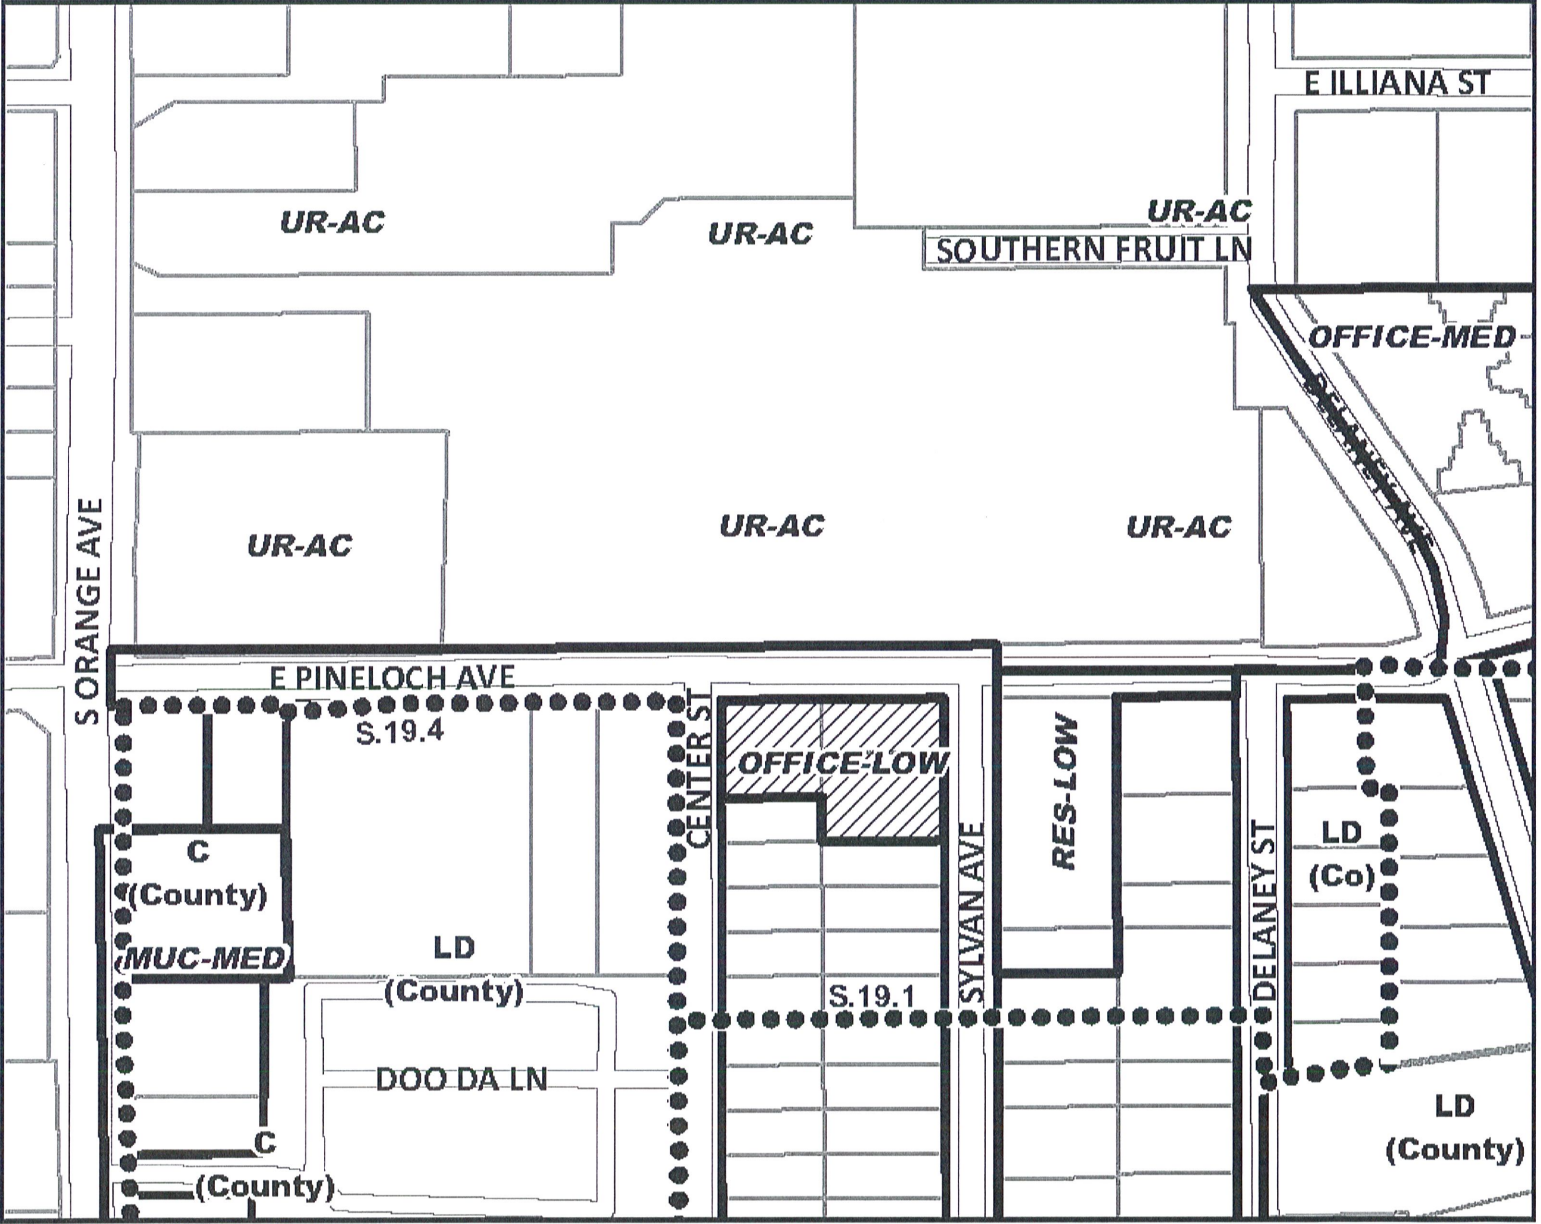 E ILLIANA ST
UR-AC
UR-AC
UR-AC
SOUTHERN FRUIT LN
OFFICE-MED
DELANEY AVE
UR-AC
UR-AC
UR-AC
S ORANGE AVE
E PINELOCH AVE
S.19.4
CENTER ST
OFFICE-LOW
RES-LOW
SYLVAN AVE
DELANEY ST
LD
(Co)
C
(County)
MUC-MED
LD
(County)
S.19.1
DOO DA LN
LD
(County)
C
(County)